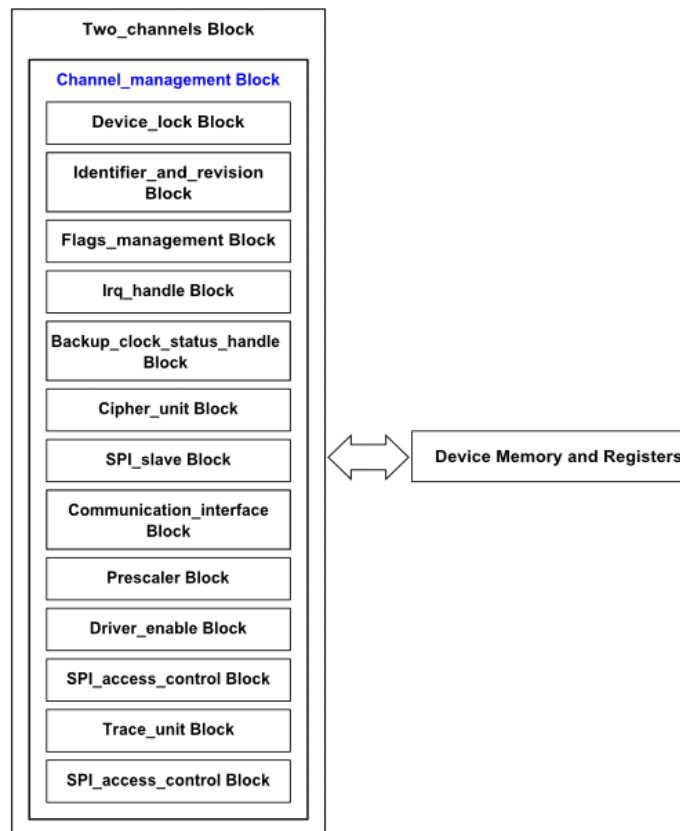 Two_channels Block
Channel_management Block
Device_lock Block
Identifier_and_revision
Block
Flags_management Block
Irq_handle Block
Backup_clock_status_handle
Block
Cipher_unit Block
SPI_slave Block
Device Memory and Registers
Communication_interface
Block
Prescaler Block
Driver_enable Block
SPI_access_control Block
Trace_unit Block
SPI_access_control Block